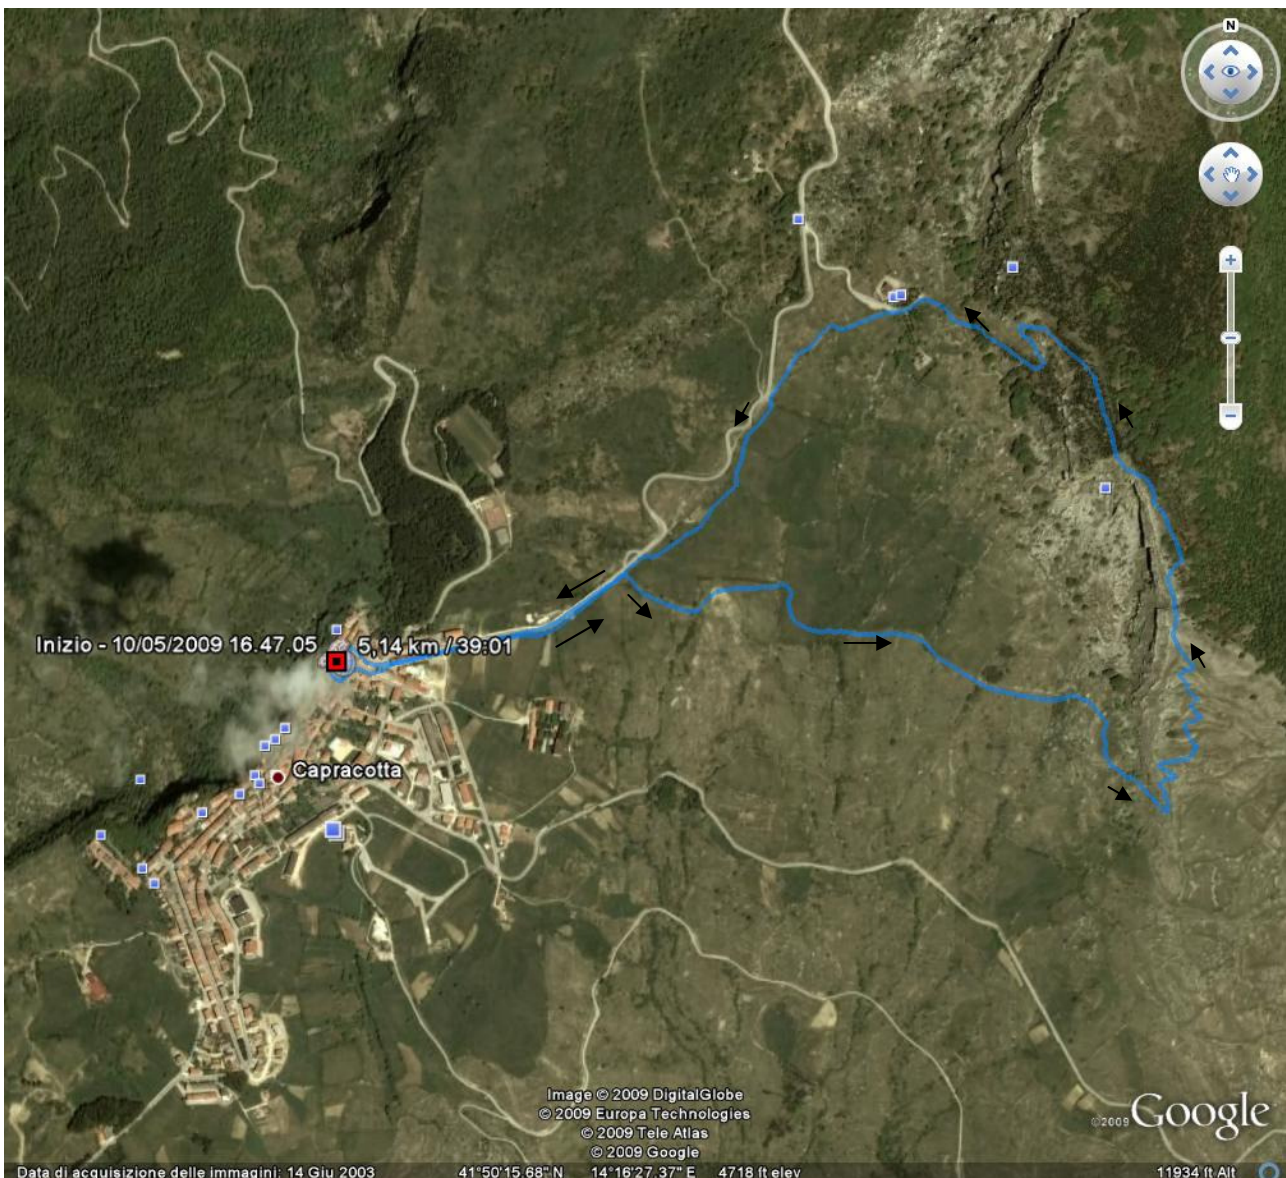 N
Inizio - 10/05/2009 16.47.05
5,14 km / 39:01
Capracotta
Image © 2009 DigitalGlobe
© 2009 Europa Technologies
© 2009 Tele Atlas
© 2009 Google
©2009 Google
Data di acquisizione delle immagini: 14 Giu 2003 41°50'15.68" N 14°16'27.37" E 4718 ft elev 11934 ft Alt